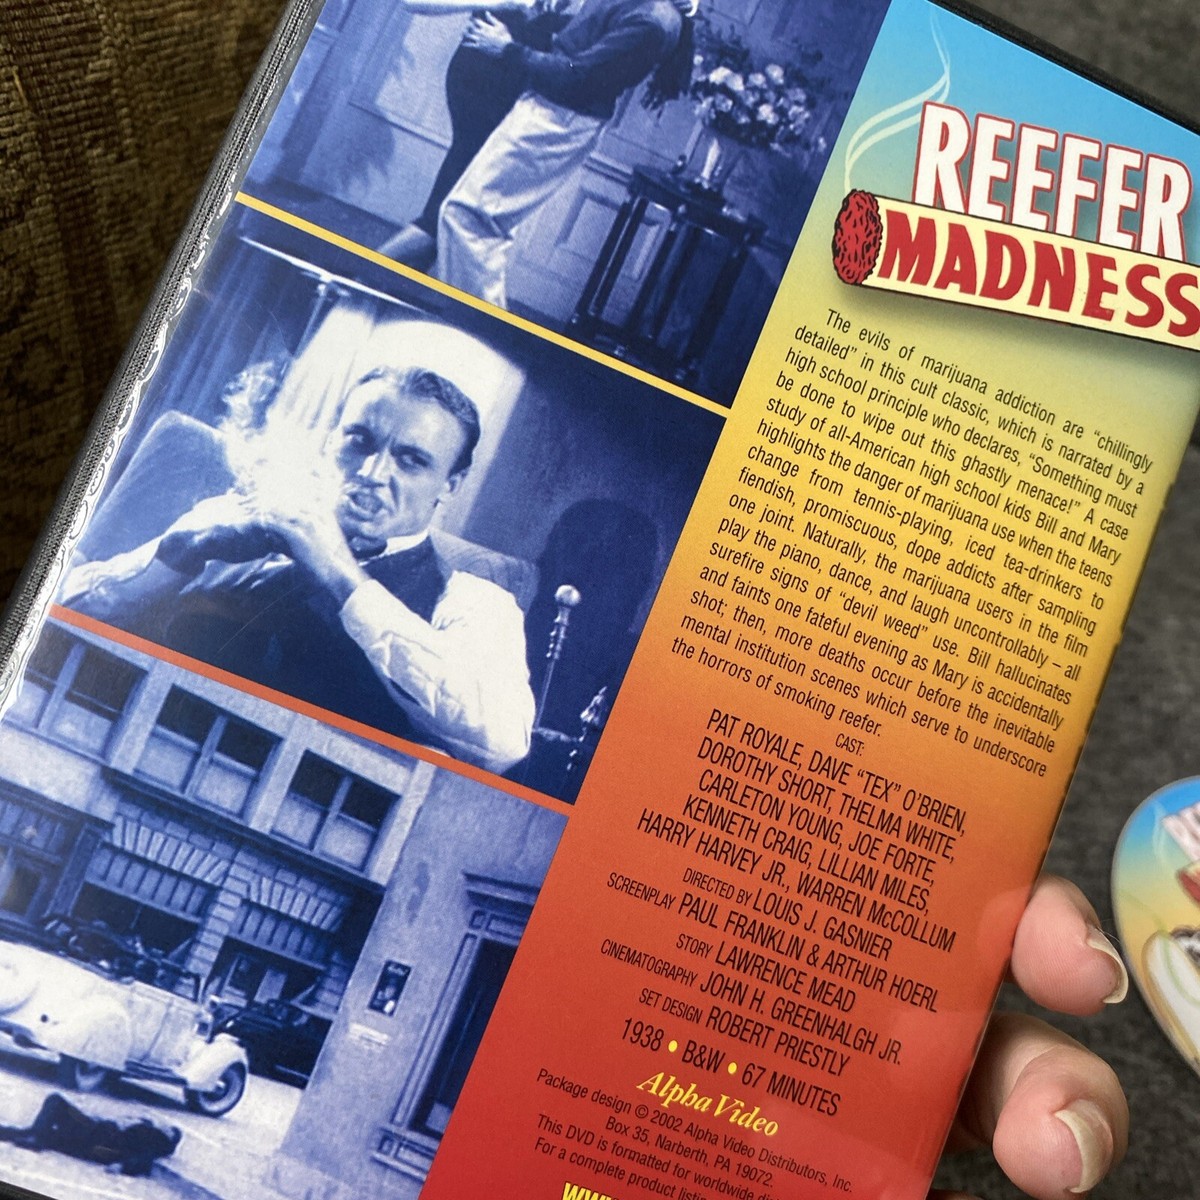 REEFER
MADNESS
The evils of marijuana addiction are "chillingly
detailed" in this cult classic, which is narrated by a
high school principle who declares, "Something must
be done to wipe out this ghastly menace!" A case
study of all-American high school kids Bill and Mary
highlights the danger of marijuana use when the teens
change from tennis-playing, iced tea-drinkers to
fiendish, promiscuous, dope addicts after sampling
one joint. Naturally, the marijuana users in the film
play the piano, dance, and laugh uncontrollably – all
surefire signs of "devil weed" use. Bill hallucinates
and faints one fateful evening as Mary is accidentally
shot; then, more deaths occur before the inevitable
mental institution scenes which serve to underscore
the horrors of smoking reefer.
CAST:
PAT ROYALE, DAVE "TEX" O'BRIEN,
DOROTHY SHORT, THELMA WHITE,
CARLETON YOUNG, JOE FORTE,
KENNETH CRAIG, LILLIAN MILES,
HARRY HARVEY JR., WARREN McCOLLUM
DIRECTED BY LOUIS J. GASNIER
SCREENPLAY PAUL FRANKLIN & ARTHUR HOERL
STORY LAWRENCE MEAD
CINEMATOGRAPHY JOHN H. GREENHALGH JR.
SET DESIGN ROBERT PRIESTLY
1938 • B&W • 67 MINUTES
Alpha Video
Package design © 2002 Alpha Video Distributors, Inc.
Box 35, Narberth, PA 19072.
This DVD is formatted for worldwide
For a complete product